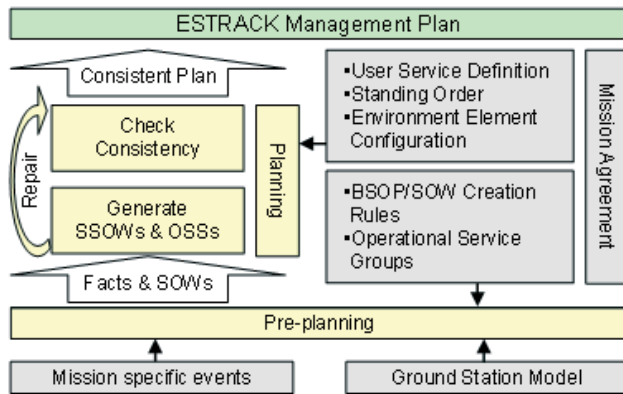 ESTRACK Management Plan
Consistent Plan
Repair
Check
Consistency
Generate
SSOWs & OSSs
Facts & SOWs
Planning
▪User Service Definition
▪Standing Order
▪Environment Element
Configuration
▪BSOP/SOW Creation
Rules
▪Operational Service
Groups
Mission Agreement
Pre-planning
Mission specific events
Ground Station Model